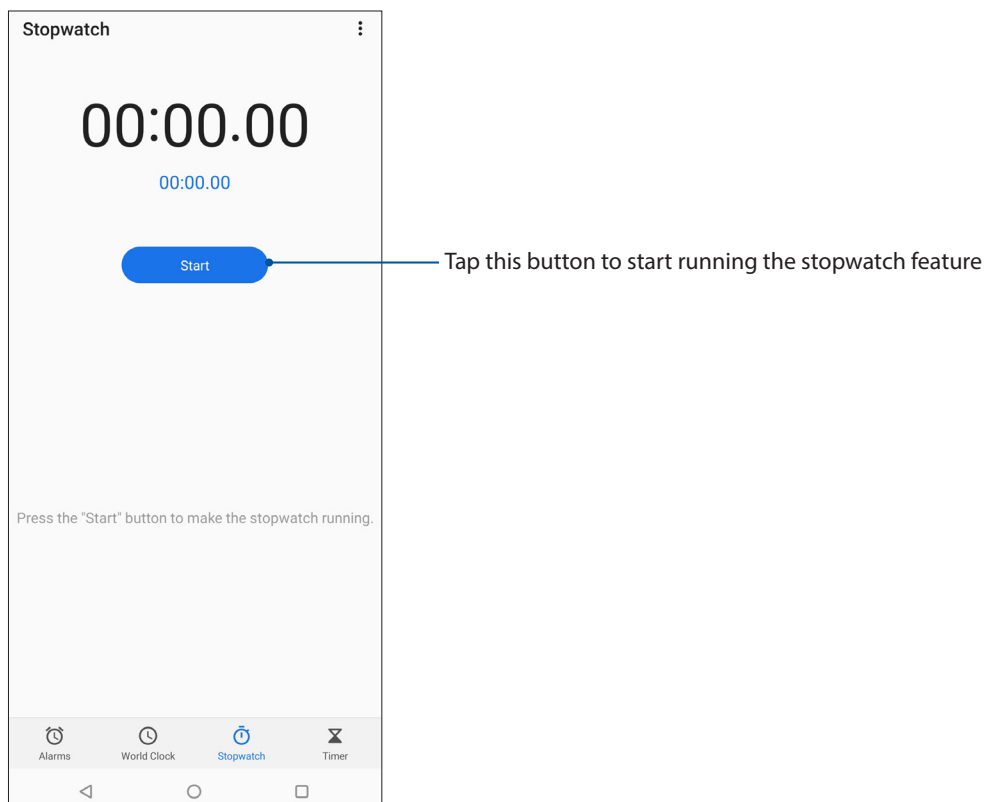 Stopwatch
00:00.00
00:00.00
Start
Tap this button to start running the stopwatch feature
Press the "Start" button to make the stopwatch running.
Alarms World Clock Stopwatch Timer